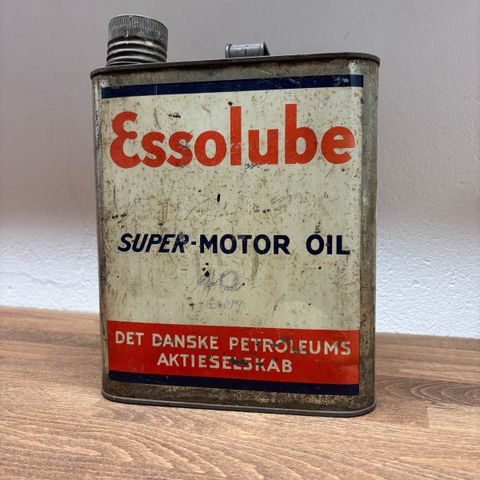 Essolube
SUPER-MOTOR OIL
40
DET DANSKE PETROLEUMS
AKTIESELSKAB